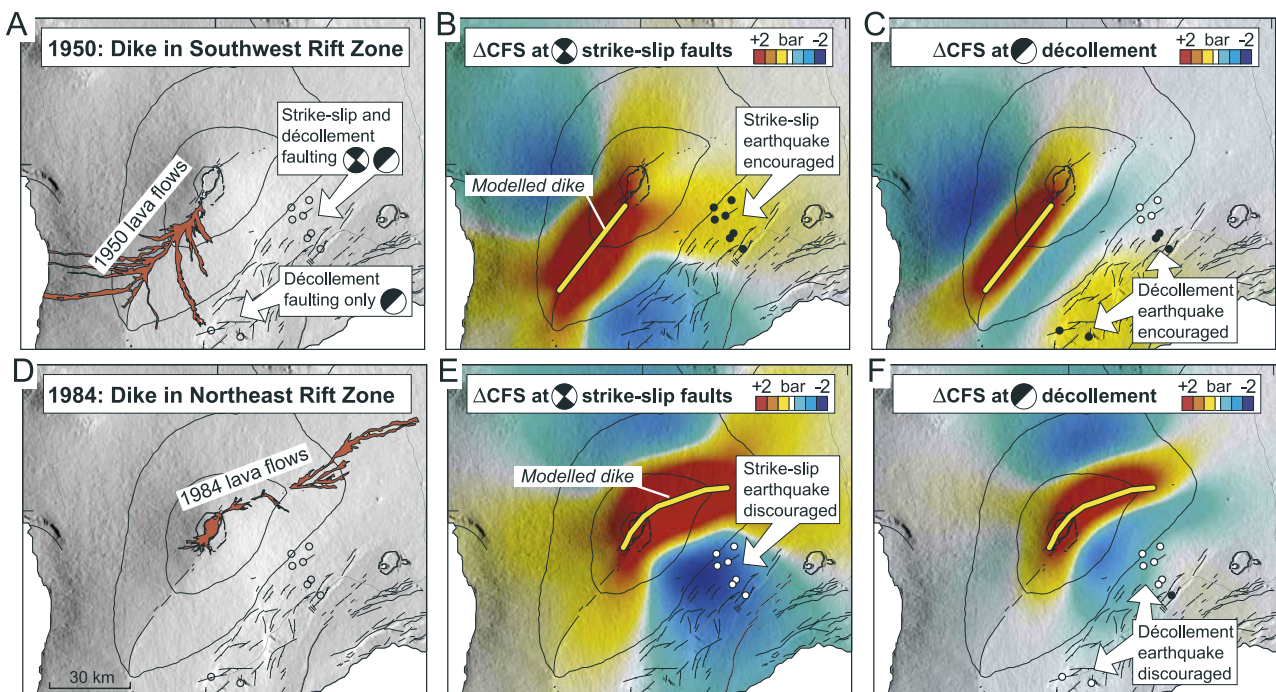 A
1950: Dike in Southwest Rift Zone
Strike-slip and
décollement
faulting
1950 lava flows
Décollement
faulting only
B
ΔCFS at strike-slip faults
+2 bar -2
Strike-slip
earthquake
encouraged
Modelled dike
C
ΔCFS at décollement
+2 bar -2
Décollement
earthquake
encouraged
D
1984: Dike in Northeast Rift Zone
1984 lava flows
30 km
E
ΔCFS at strike-slip faults
+2 bar -2
Modelled dike
Strike-slip
earthquake
discouraged
F
ΔCFS at décollement
+2 bar -2
Décollement
earthquake
discouraged